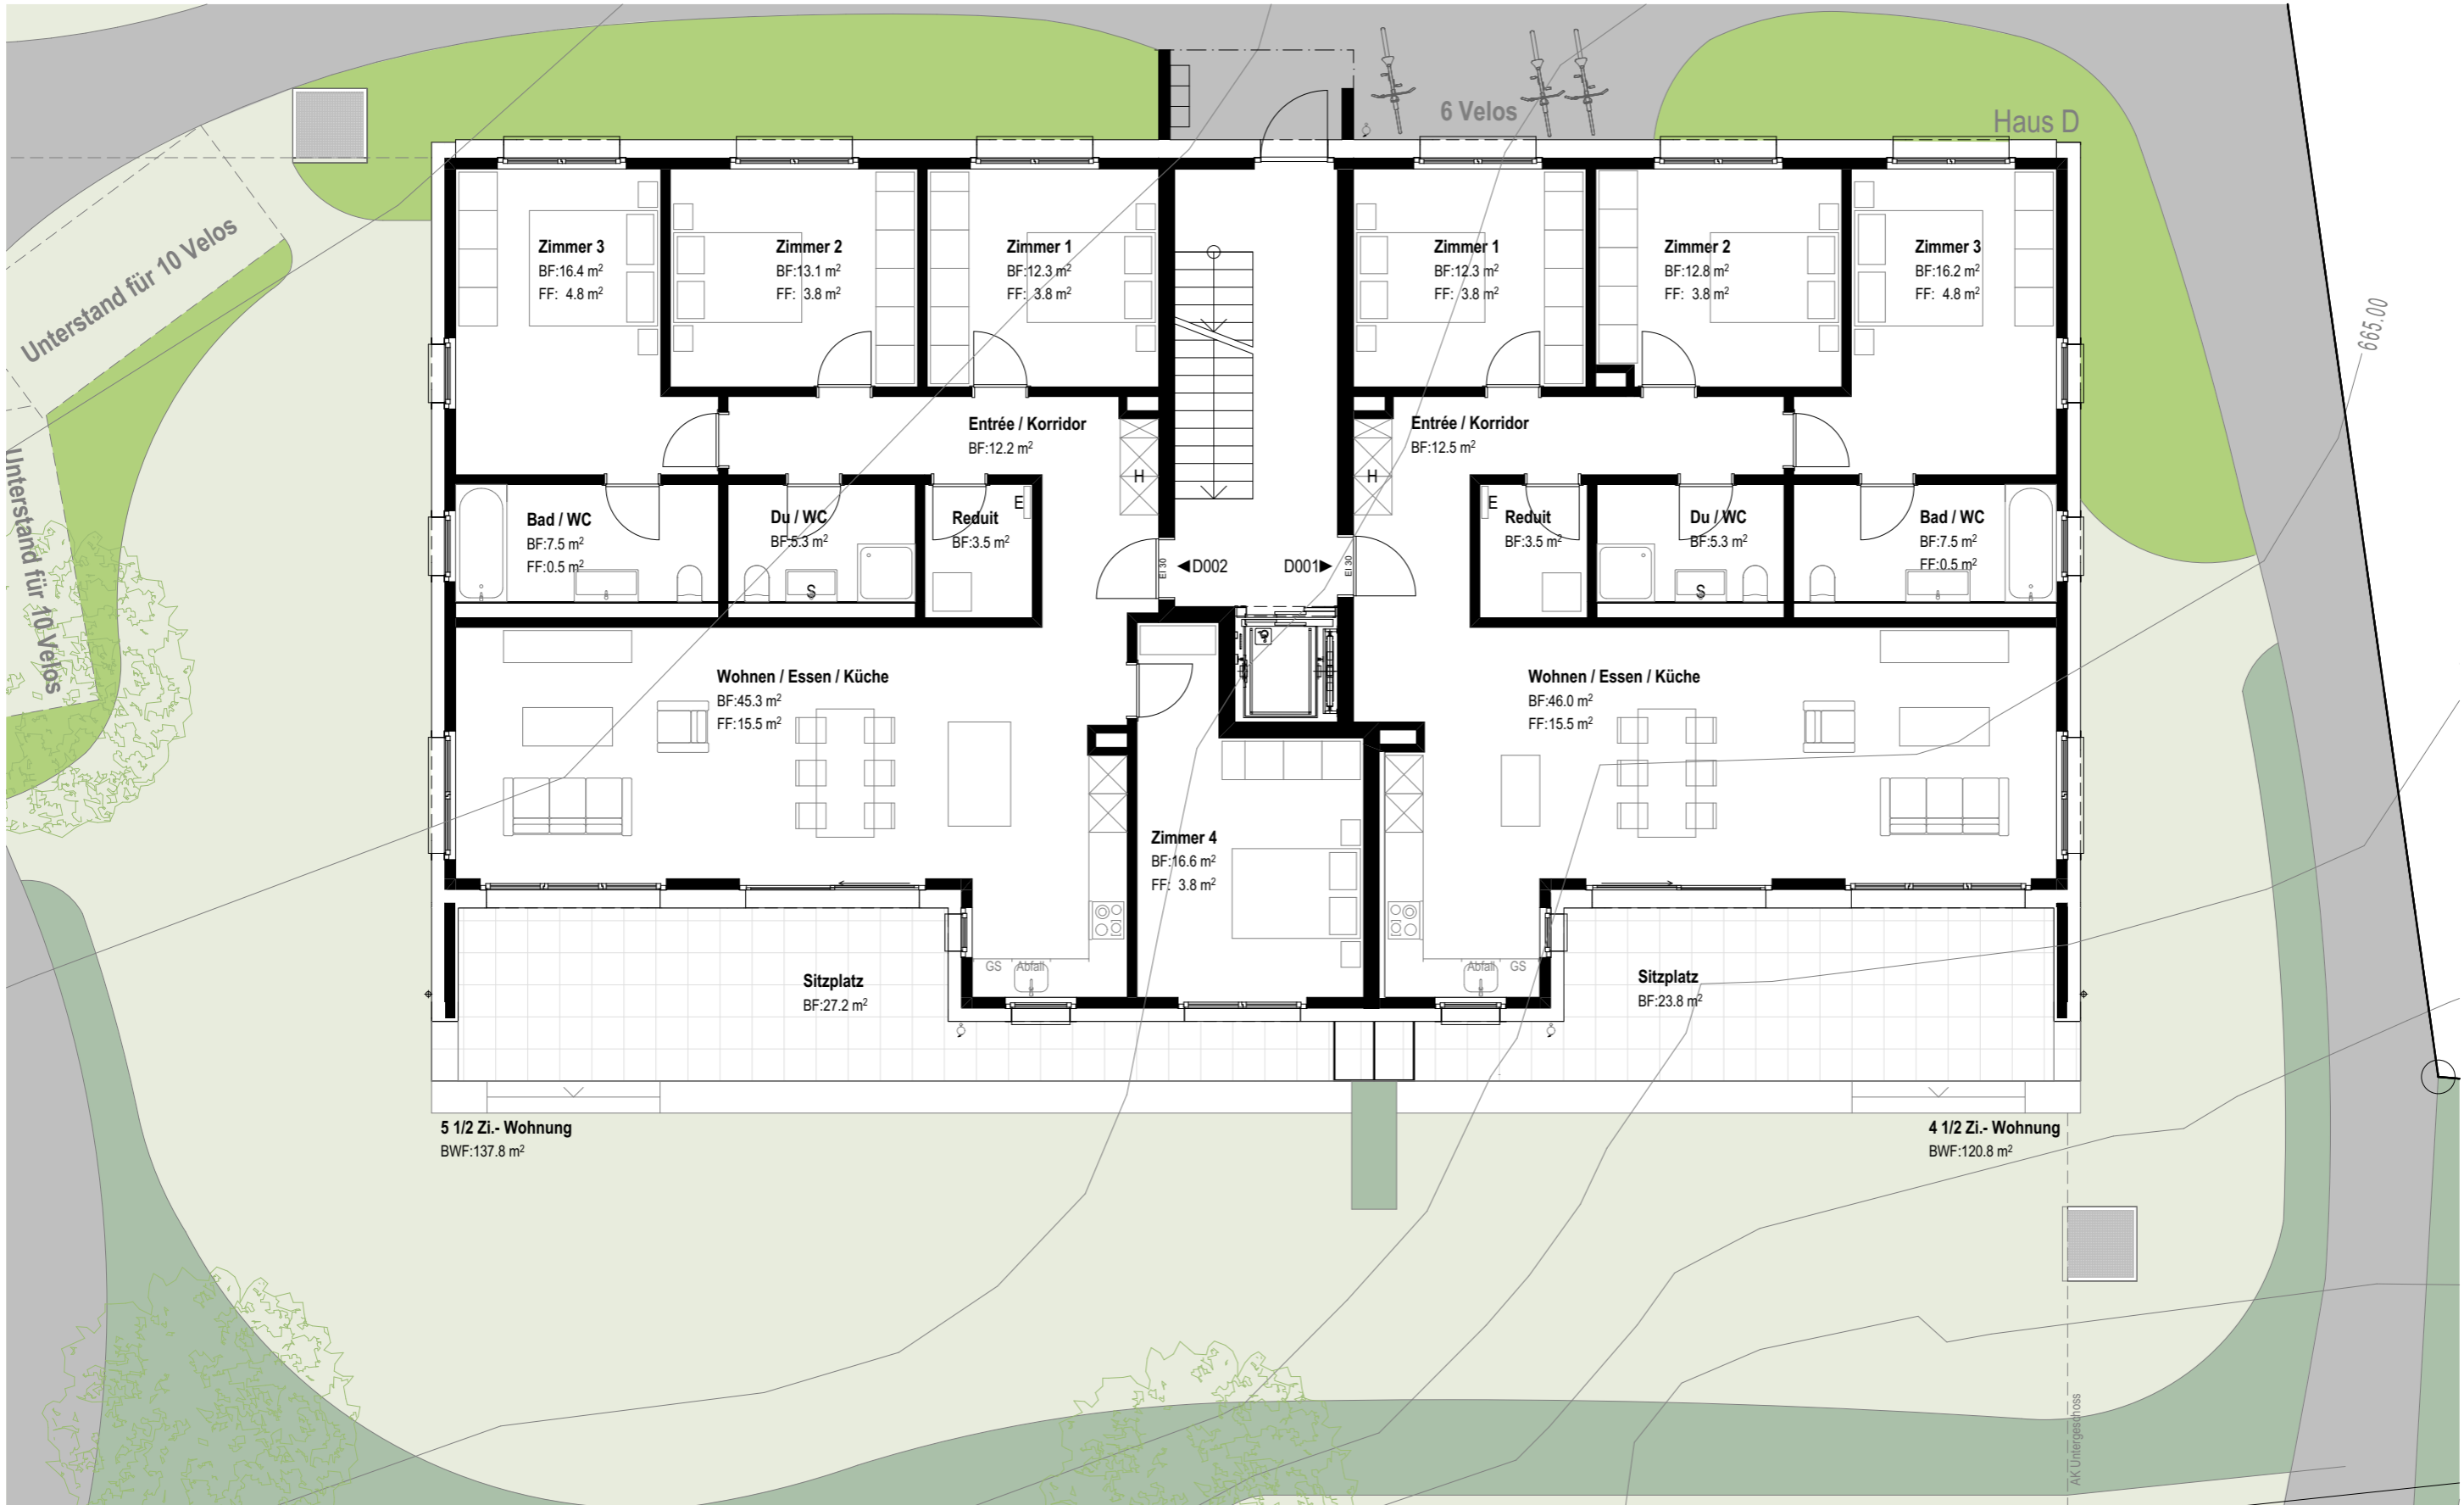 6 Velos
Haus D
Unterstand für 10 Velos
Unterstand für 10 Velos
665.00
Zimmer 3
BF:16.4 m²
FF: 4.8 m²
Zimmer 2
BF:13.1 m²
FF: 3.8 m²
Zimmer 1
BF:12.3 m²
FF: 3.8 m²
Zimmer 1
BF:12.3 m²
FF: 3.8 m²
Zimmer 2
BF:12.8 m²
FF: 3.8 m²
Zimmer 3
BF:16.2 m²
FF: 4.8 m²
Entrée / Korridor
BF:12.2 m²
H
Entrée / Korridor
BF:12.5 m²
H
Bad / WC
BF:7.5 m²
FF:0.5 m²
Du / WC
BF:5.3 m²
S
Reduit
BF:3.5 m²
E
EI 30
◀D002
D001▶
EI 30
E
Reduit
BF:3.5 m²
Du / WC
BF:5.3 m²
S
Bad / WC
BF:7.5 m²
FF:0.5 m²
Wohnen / Essen / Küche
BF:45.3 m²
FF:15.5 m²
Wohnen / Essen / Küche
BF:46.0 m²
FF:15.5 m²
Zimmer 4
BF:16.6 m²
FF: 3.8 m²
GS
Abfall
Abfall
GS
Sitzplatz
BF:27.2 m²
Sitzplatz
BF:23.8 m²
5 1/2 Zi.- Wohnung
BWF:137.8 m²
4 1/2 Zi.- Wohnung
BWF:120.8 m²
AK Untergeschoss